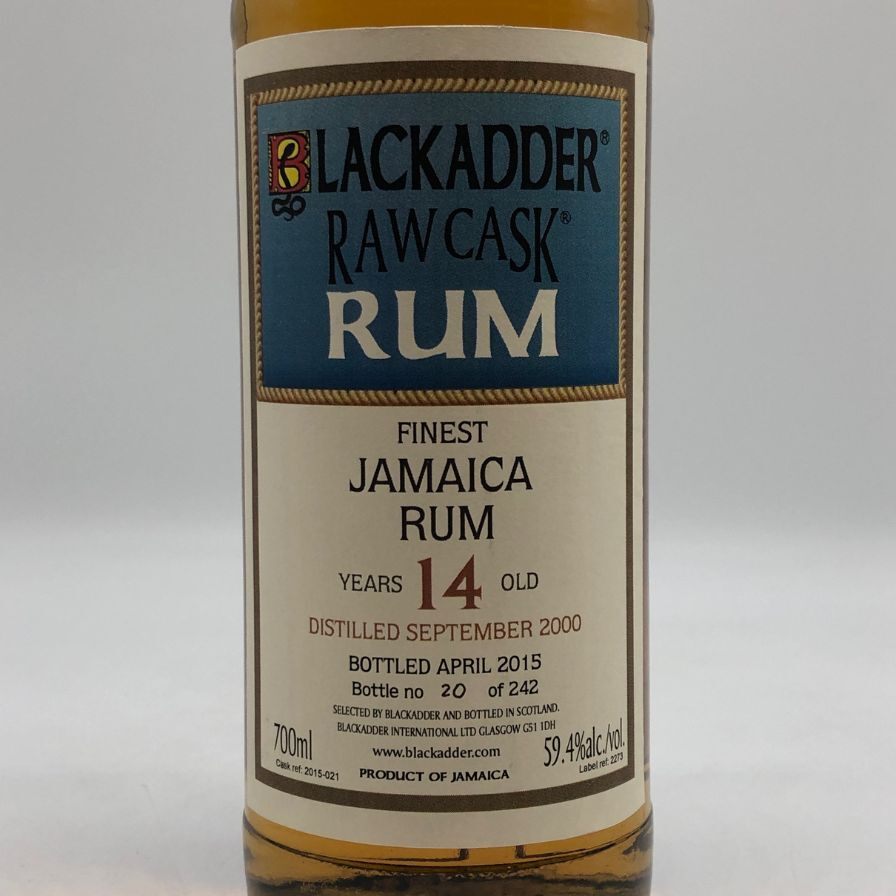 BLACKADDER®
RAW CASK®
RUM
FINEST
JAMAICA
RUM
YEARS 14 OLD
DISTILLED SEPTEMBER 2000
BOTTLED APRIL 2015
Bottle no 20 of 242
SELECTED BY BLACKADDER AND BOTTLED IN SCOTLAND.
BLACKADDER INTERNATIONAL LTD GLASGOW G51 1DH
700ml www.blackadder.com 59.4%alc./vol.
Cask ref: 2015-021 PRODUCT OF JAMAICA Label ref: 2273